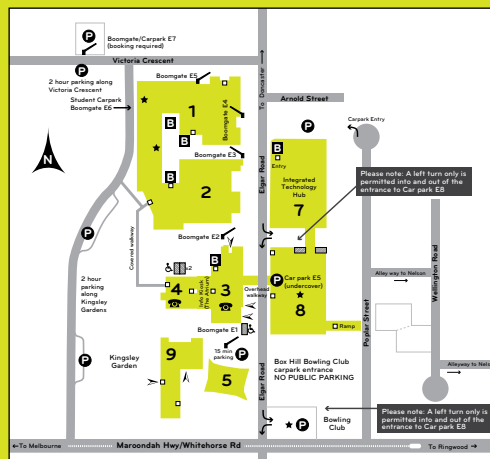 P
Boomgate/Carpark E7
(booking required)
Victoria Crescent
P
2 hour parking along
Victoria Crescent
Student Carpark
Boomgate E6
Boomgate E5
To Doncaster
Arnold Street
1
Boomgate E4
B
B
P
Carpark Entry
N
Boomgate E3
B
Entry
B
Integrated
Technology
Hub
Please note: A left turn only is
permitted into and out of the
entrance to Car park E8
2
7
Elgar Road
Covered walkway
Boomgate E2
P
B
x2
2 hour
parking
along
Kingsley
Gardens
4
Info Kiosk
(The Atrium)
3
Overhead
walkway
P
Car park E5
(undercover)
8
Alley way to Nelson
Wellington Road
Poplar Street
Boomgate E1
Ramp
15 min
parking
P
9
Kingsley
Garden
P
5
Elgar Road
Box Hill Bowling Club
carpark entrance
NO PUBLIC PARKING
Alleyway to Nelso
P
Bowling
Club
Please note: A left turn only is
permitted into and out of the
entrance to Car park E8
To Melbourne
Maroondah Hwy/Whitehorse Rd
To Ringwood